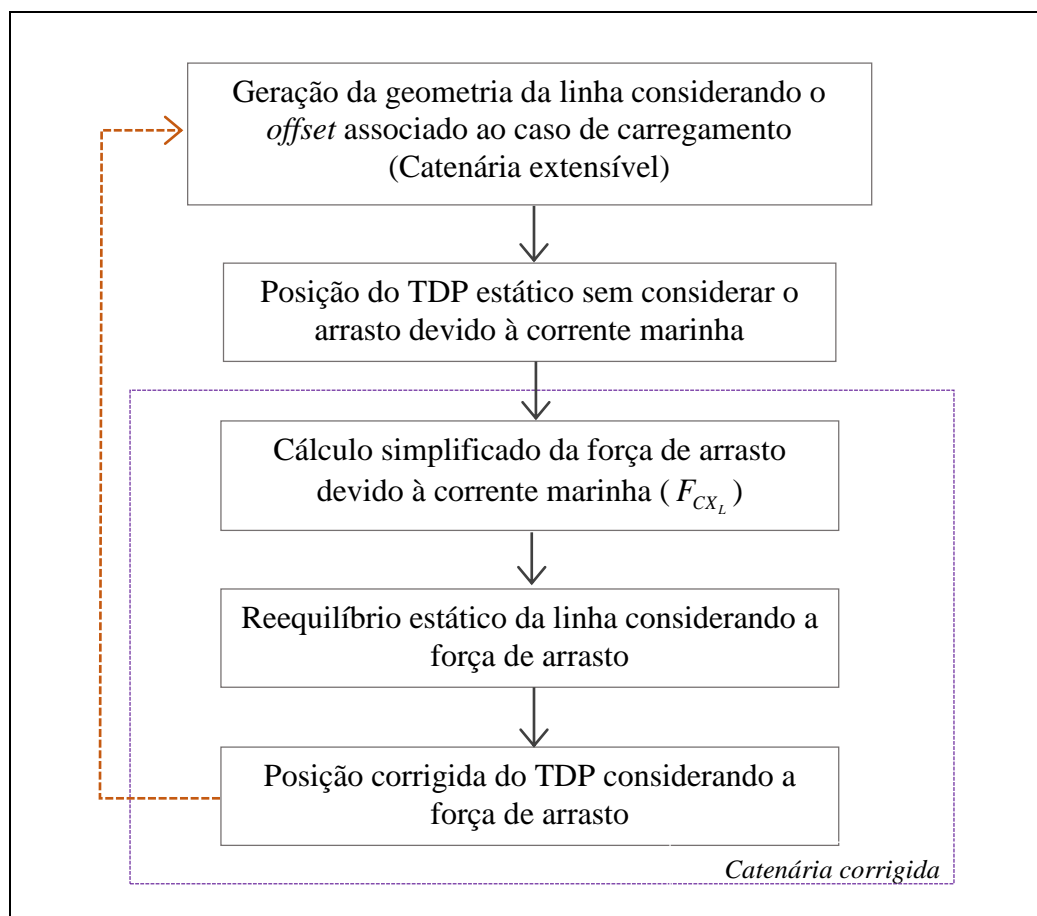 Geração da geometria da linha considerando o
offset associado ao caso de carregamento
(Catenária extensível)
Posição do TDP estático sem considerar o
arrasto devido à corrente marinha
Cálculo simplificado da força de arrasto
devido à corrente marinha ( F_{CX_L} )
Reequilíbrio estático da linha considerando a
força de arrasto
Posição corrigida do TDP considerando a
força de arrasto
Catenária corrigida